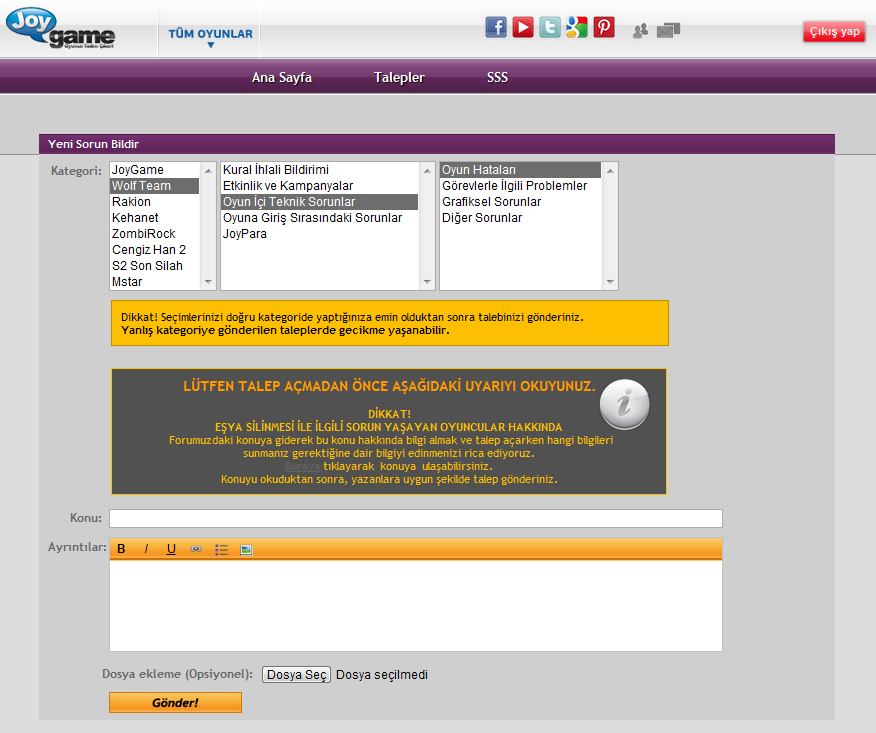 Joy
game
Oyunun Tadını Çıkar!
TÜM OYUNLAR
Çıkış yap
Ana Sayfa
Talepler
SSS
Yeni Sorun Bildir
Kategori:
JoyGame
Wolf Team
Rakion
Kehanet
ZombiRock
Cengiz Han 2
S2 Son Silah
Mstar
Kural İhlali Bildirimi
Etkinlik ve Kampanyalar
Oyun İçi Teknik Sorunlar
Oyuna Giriş Sırasındaki Sorunlar
JoyPara
Oyun Hataları
Görevlerle İlgili Problemler
Grafiksel Sorunlar
Diğer Sorunlar
Dikkat! Seçimlerinizi doğru kategoride yaptığınıza emin olduktan sonra talebinizi gönderiniz.
Yanlış kategoriye gönderilen taleplerde gecikme yaşanabilir.
LÜTFEN TALEP AÇMADAN ÖNCE AŞAĞIDAKİ UYARIYI OKUYUNUZ.
DİKKAT!
EŞYA SİLİNMESİ İLE İLGİLİ SORUN YAŞAYAN OYUNCULAR HAKKINDA
Forumuzdaki konuya giderek bu konu hakkında bilgi almak ve talep açarken hangi bilgileri
sunmanız gerektiğine dair bilgiyi edinmenizi rica ediyoruz.
Buraya tıklayarak konuya ulaşabilirsiniz.
Konuyu okuduktan sonra, yazanlara uygun şekilde talep gönderiniz.
Konu:
Ayrıntılar:
B I U
Dosya ekleme (Opsiyonel):
Dosya Seç
Dosya seçilmedi
Gönder!